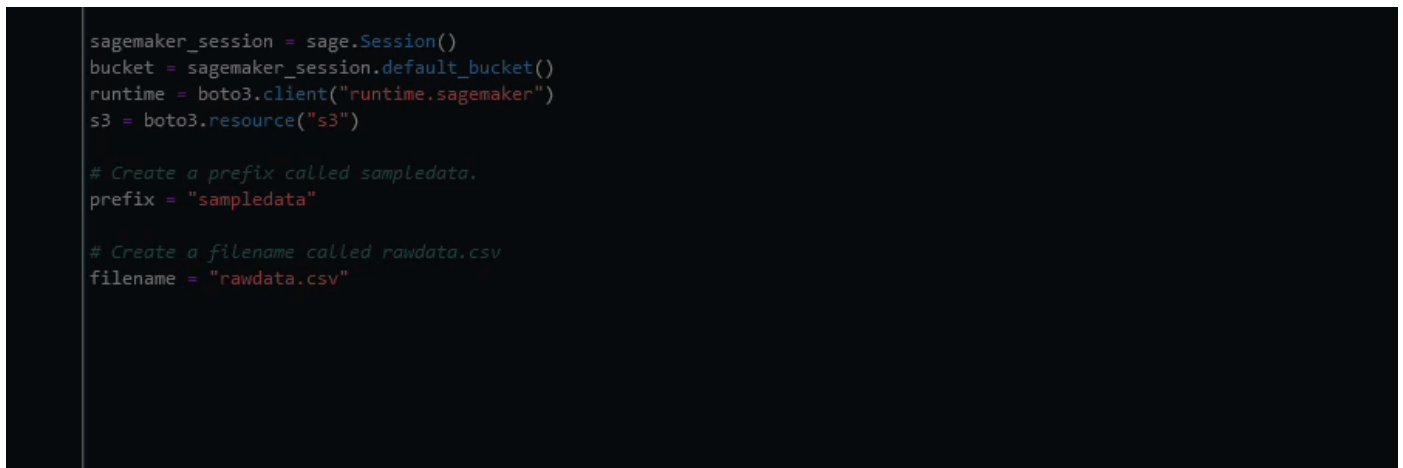 sagemaker_session = sage.Session()
bucket = sagemaker_session.default_bucket()
runtime = boto3.client("runtime.sagemaker")
s3 = boto3.resource("s3")
# Create a prefix called sampledata.
prefix = "sampledata"
# Create a filename called rawdata.csv
filename = "rawdata.csv"